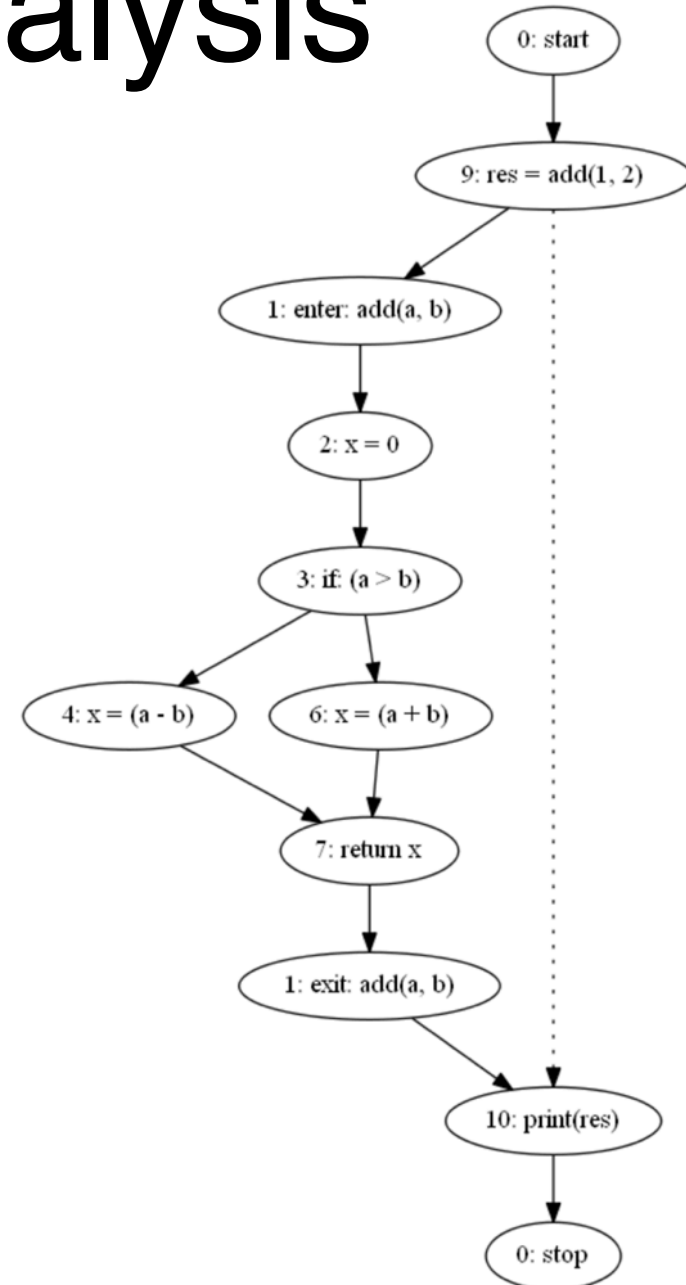 alysis
0: start
9: res = add(1, 2)
1: enter: add(a, b)
2: x = 0
3: if: (a > b)
4: x = (a - b)
6: x = (a + b)
7: return x
1: exit: add(a, b)
10: print(res)
0: stop